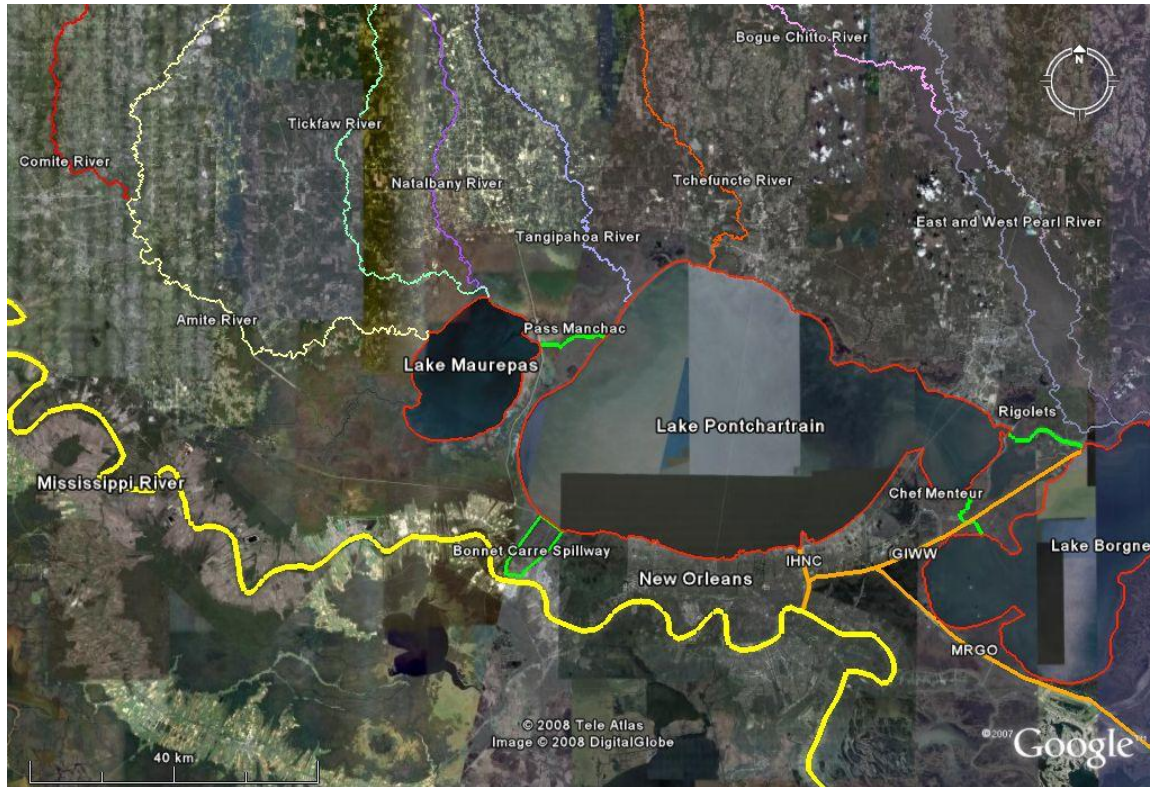 Bogue Chitto River
N
Tickfaw River
Comite River
Natalbany River
Tchefuncte River
East and West Pearl River
Tangipahoa River
Amite River
Pass Manchac
Lake Maurepas
Rigolets
Lake Pontchartrain
Mississippi River
Chef Menteur
Bonnet Carre Spillway
GIWW
Lake Borgne
IHNC
New Orleans
MRGO
© 2008 Tele Atlas
Image © 2008 DigitalGlobe
©2007 Google™
40 km